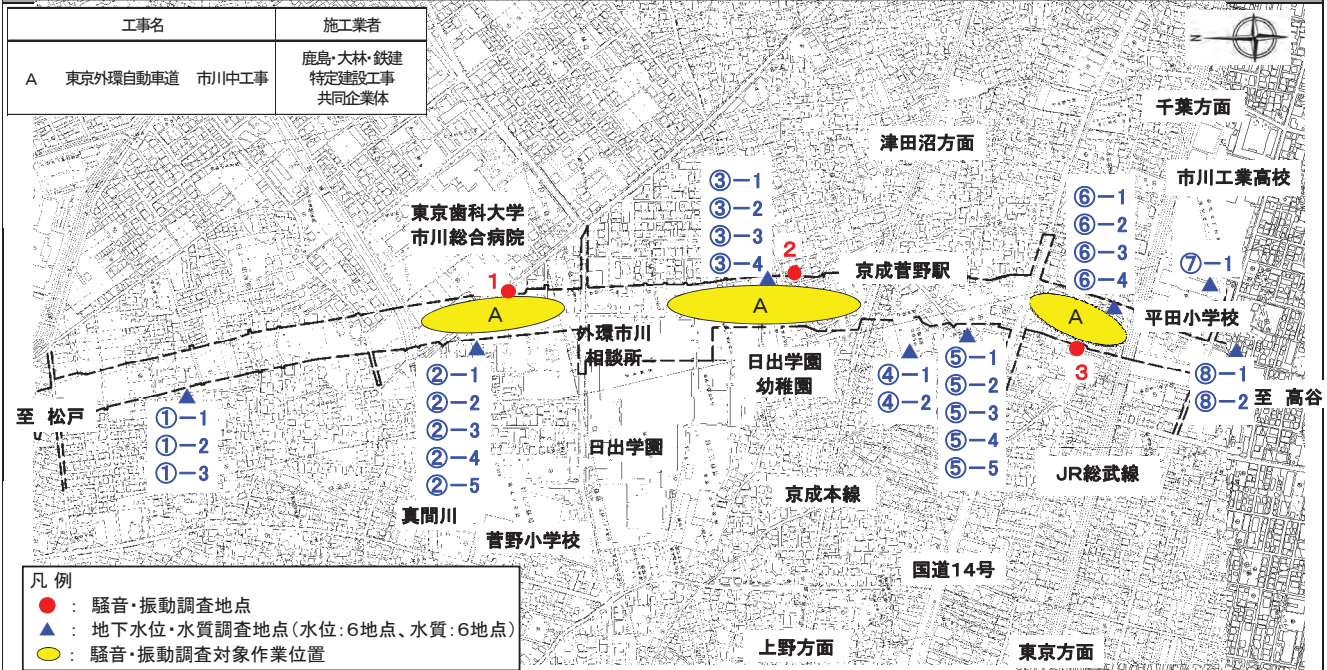 工事名 施工業者
A 東京外環自動車道 市川中工事
鹿島・大林・鉄建
特定建設工事
共同企業体
N
千葉方面
津田沼方面
市川工業高校
東京歯科大学
市川総合病院
③－1
③－2
③－3
③－4
⑥－1
⑥－2
⑥－3
⑥－4
⑦－1
1
2
京成菅野駅
A
A
A
平田小学校
外環市川
相談所
日出学園
幼稚園
3
至 松戸
①－1
①－2
①－3
②－1
②－2
②－3
②－4
②－5
④－1
④－2
⑤－1
⑤－2
⑤－3
⑤－4
⑤－5
⑧－1
⑧－2
至 高谷
日出学園
JR総武線
京成本線
真間川
菅野小学校
国道14号
上野方面
東京方面
凡 例
： 騒音・振動調査地点
： 地下水位・水質調査地点（水位：6地点、水質：6地点）
： 騒音・振動調査対象作業位置